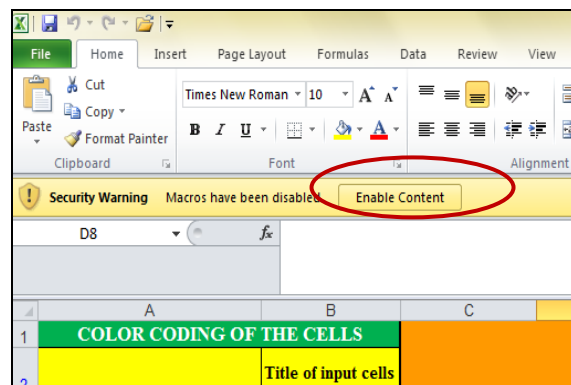 File Home Insert Page Layout Formulas Data Review View
Cut
Times New Roman 10 A A
Copy
Paste
Format Painter
B I U A
Clipboard Font Alignment
Security Warning Macros have been disabled. Enable Content
D8 fx
A B C
1 COLOR CODING OF THE CELLS
2 Title of input cells